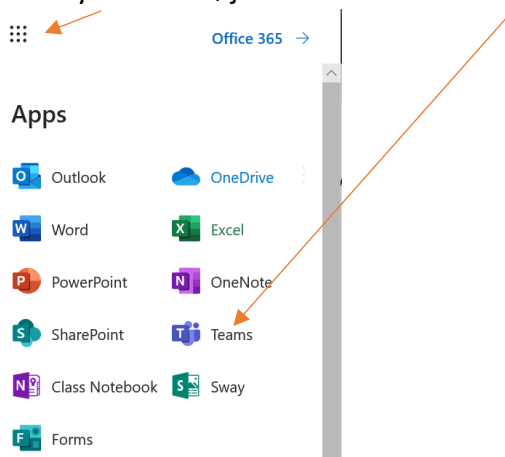 Office 365 →
Apps
Outlook OneDrive
Word Excel
PowerPoint OneNote
SharePoint Teams
Class Notebook Sway
Forms